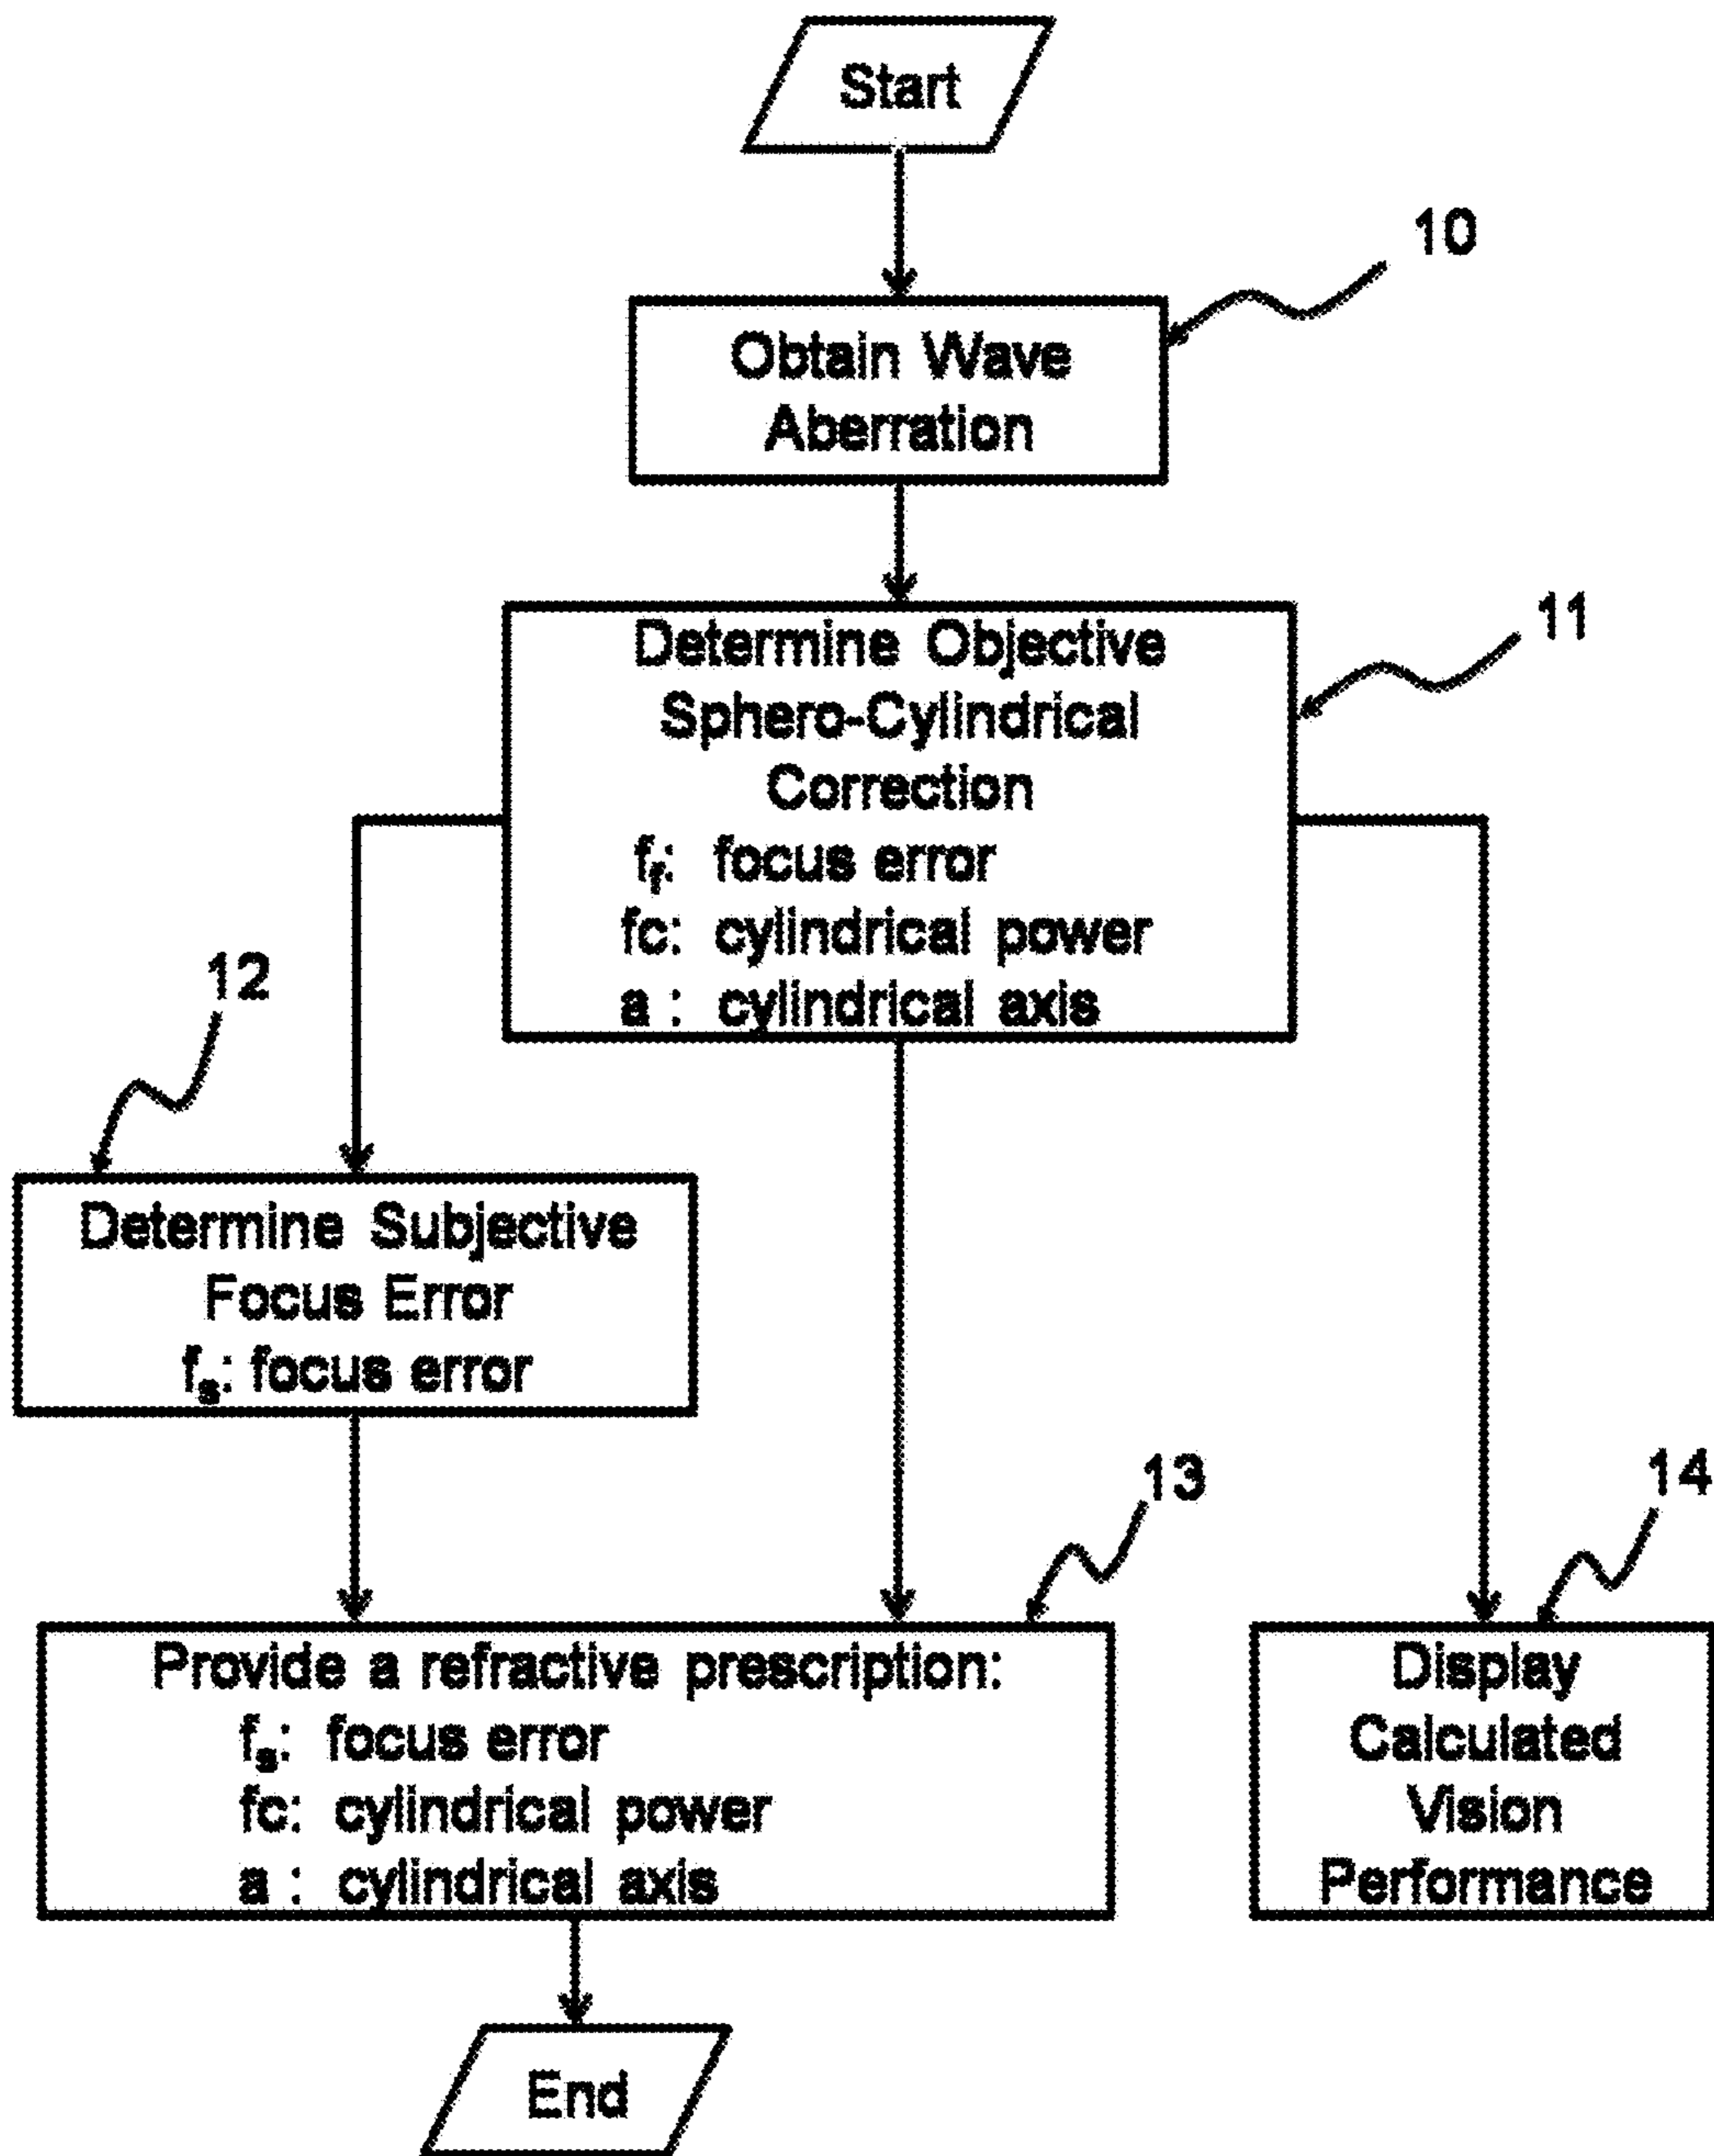 Start
10
Obtain Wave
Aberration
11
Determine Objective
Sphero-Cylindrical
Correction
fᵣ: focus error
fc: cylindrical power
a : cylindrical axis
12
Determine Subjective
Focus Error
fₛ: focus error
13
Provide a refractive prescription:
fₛ: focus error
fc: cylindrical power
a : cylindrical axis
14
Display
Calculated
Vision
Performance
End